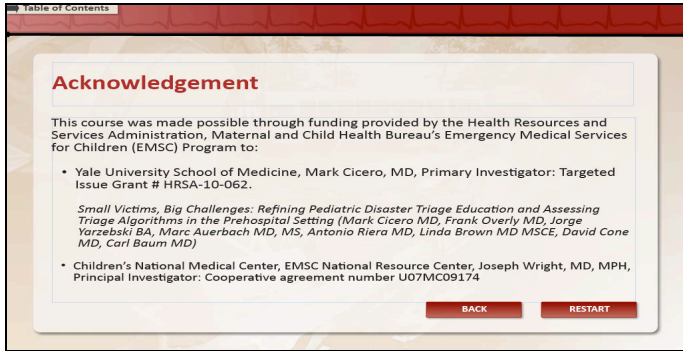 Table of Contents
Acknowledgement
This course was made possible through funding provided by the Health Resources and
Services Administration, Maternal and Child Health Bureau's Emergency Medical Services
for Children (EMSC) Program to:
• Yale University School of Medicine, Mark Cicero, MD, Primary Investigator: Targeted
Issue Grant # HRSA-10-062.
Small Victims, Big Challenges: Refining Pediatric Disaster Triage Education and Assessing
Triage Algorithms in the Prehospital Setting (Mark Cicero MD, Frank Overly MD, Jorge
Yarzebski BA, Marc Auerbach MD, MS, Antonio Riera MD, Linda Brown MD MSCE, David Cone
MD, Carl Baum MD)
• Children's National Medical Center, EMSC National Resource Center, Joseph Wright, MD, MPH,
Principal Investigator: Cooperative agreement number U07MC09174
BACK RESTART